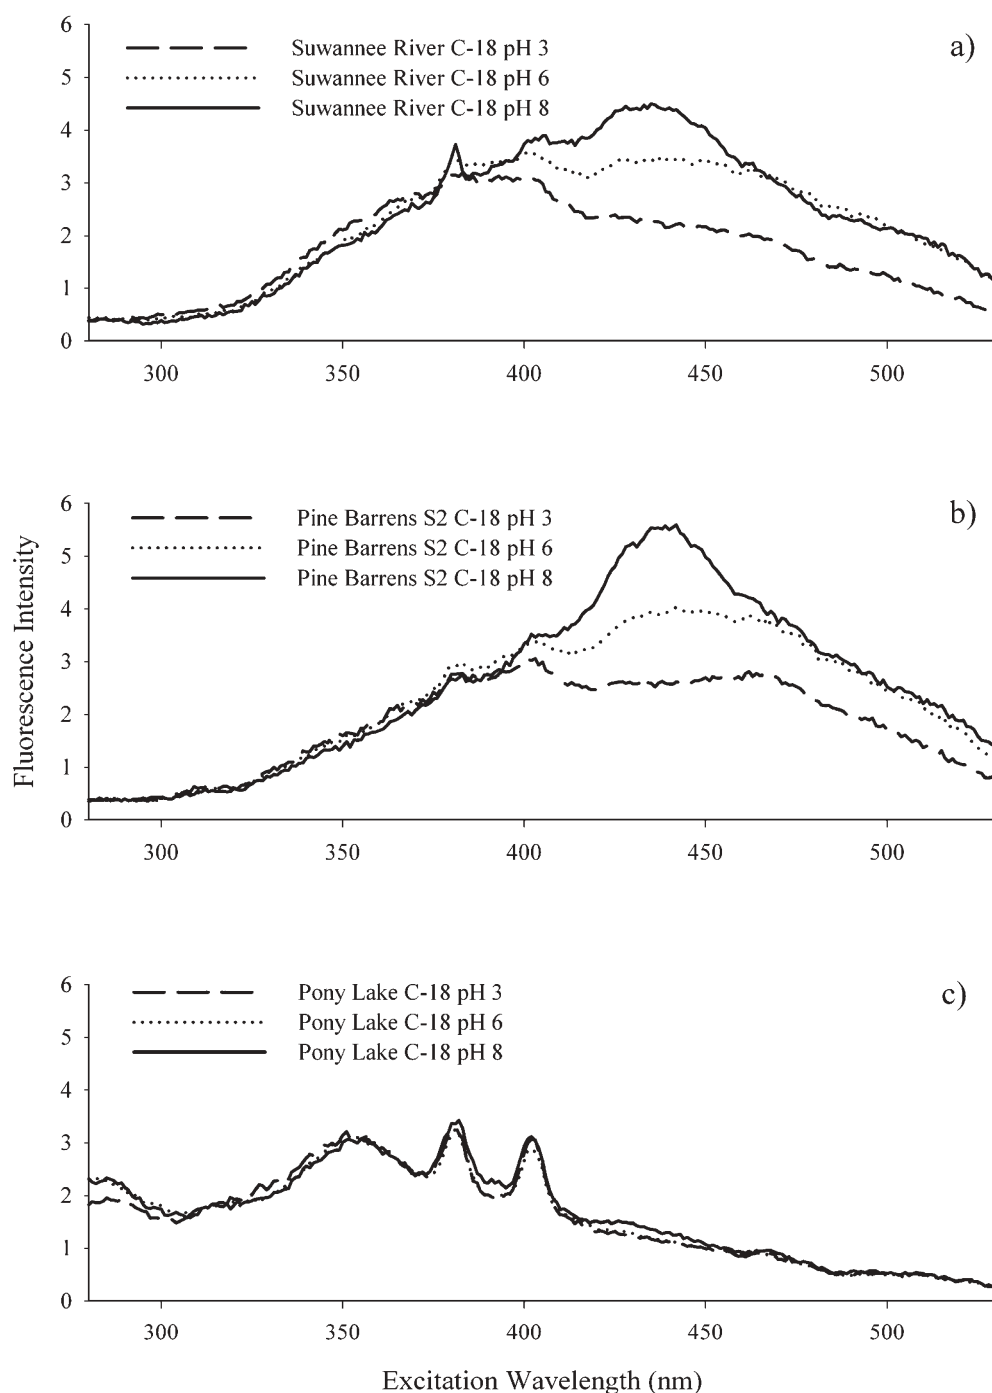 6
5
4
3
2
1
0
Suwannee River C-18 pH 3
Suwannee River C-18 pH 6
Suwannee River C-18 pH 8
a)
300 350 400 450 500
6
5
4
3
2
1
0
Pine Barrens S2 C-18 pH 3
Pine Barrens S2 C-18 pH 6
Pine Barrens S2 C-18 pH 8
b)
300 350 400 450 500
Fluorescence Intensity
6
5
4
3
2
1
0
Pony Lake C-18 pH 3
Pony Lake C-18 pH 6
Pony Lake C-18 pH 8
c)
300 350 400 450 500
Excitation Wavelength (nm)